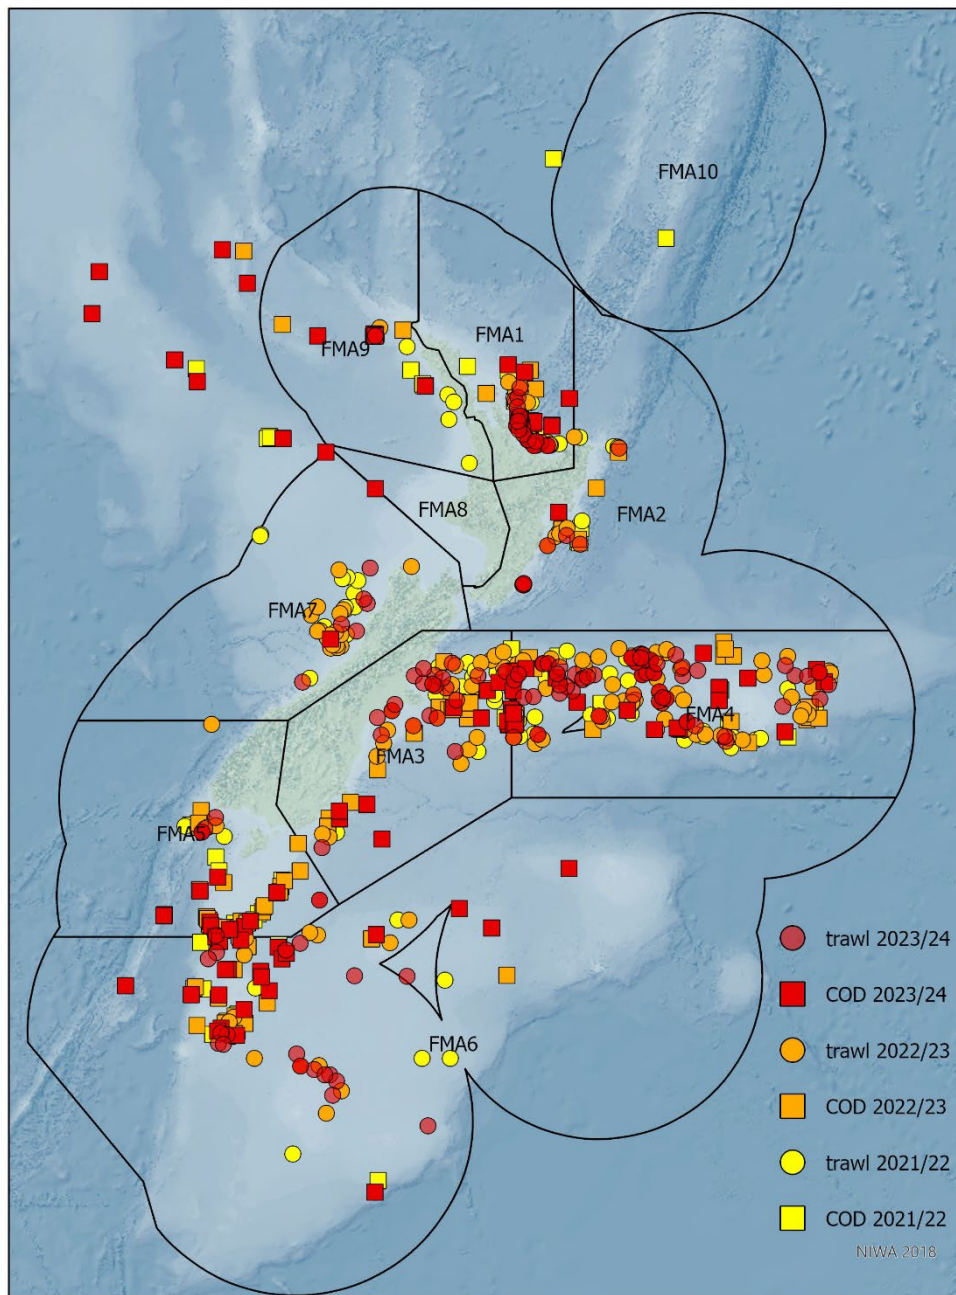 FMA10
FMA1
FMA9
FMA8
FMA2
FMA7
FMA4
FMA3
FMA5
FMA6
trawl 2023/24
COD 2023/24
trawl 2022/23
COD 2022/23
trawl 2021/22
COD 2021/22
NIWA 2018